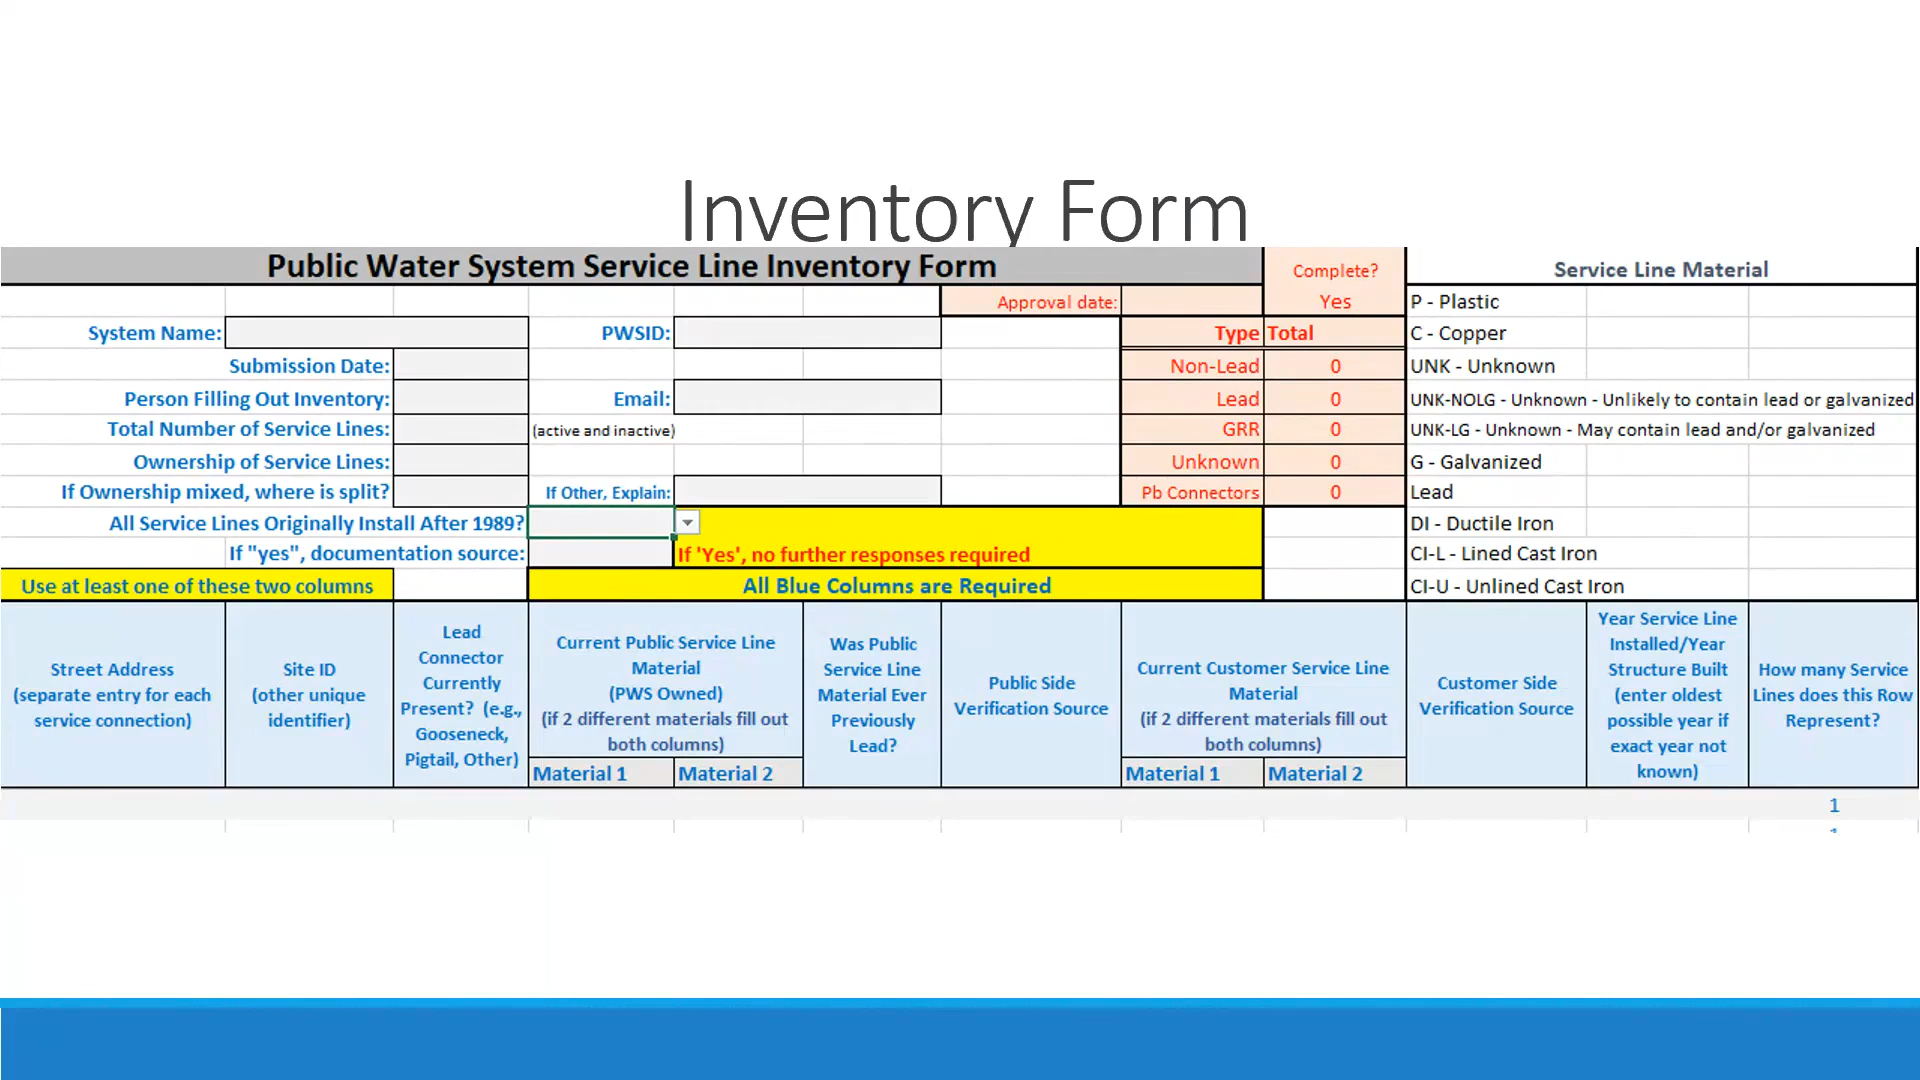 Inventory Form
Public Water System Service Line Inventory Form
Complete?
Service Line Material
Approval date:
Yes
P - Plastic
System Name:
PWSID:
Type
Total
C - Copper
Submission Date:
Non-Lead
0
UNK - Unknown
Person Filling Out Inventory:
Email:
Lead
0
UNK-NOLG - Unknown - Unlikely to contain lead or galvanized
Total Number of Service Lines:
(active and inactive)
GRR
0
UNK-LG - Unknown - May contain lead and/or galvanized
Ownership of Service Lines:
Unknown
0
G - Galvanized
If Ownership mixed, where is split?
If Other, Explain:
Pb Connectors
0
Lead
All Service Lines Originally Install After 1989?
DI - Ductile Iron
If "yes", documentation source:
If 'Yes', no further responses required
CI-L - Lined Cast Iron
Use at least one of these two columns
All Blue Columns are Required
CI-U - Unlined Cast Iron
Street Address
(separate entry for each
service connection)
Site ID
(other unique
identifier)
Lead
Connector
Currently
Present? (e.g.,
Gooseneck,
Pigtail, Other)
Current Public Service Line
Material
(PWS Owned)
(if 2 different materials fill out
both columns)
Material 1
Material 2
Was Public
Service Line
Material Ever
Previously
Lead?
Public Side
Verification Source
Current Customer Service Line
Material
(if 2 different materials fill out
both columns)
Material 1
Material 2
Customer Side
Verification Source
Year Service Line
Installed/Year
Structure Built
(enter oldest
possible year if
exact year not
known)
How many Service
Lines does this Row
Represent?
1